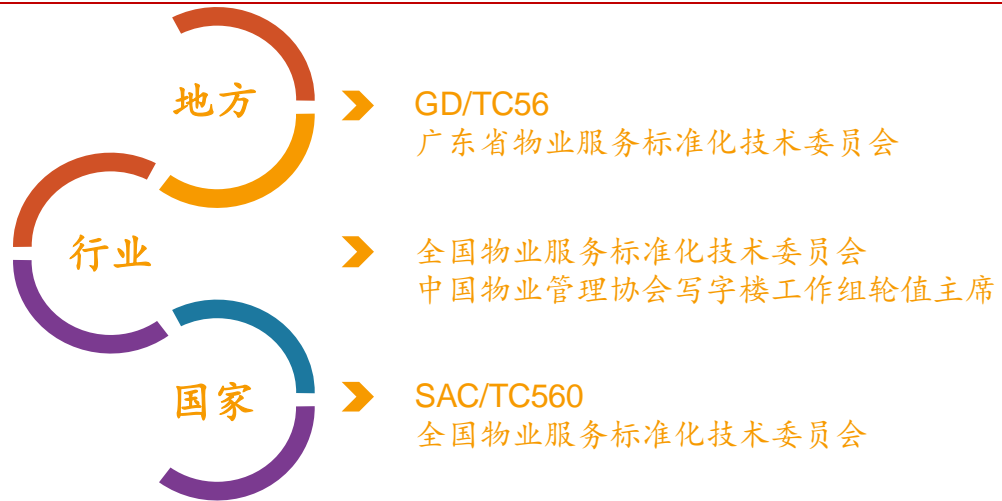 地方
GD/TC56
广东省物业服务标准化技术委员会
行业
全国物业服务标准化技术委员会
中国物业管理协会写字楼工作组轮值主席
国家
SAC/TC560
全国物业服务标准化技术委员会